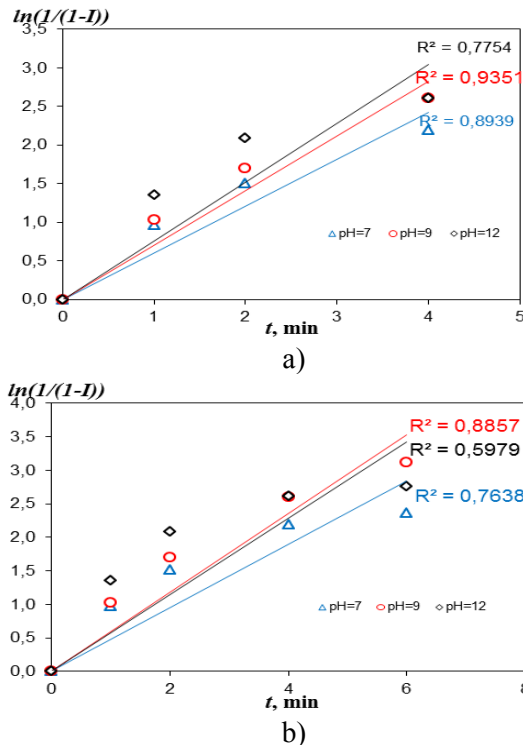 ln(1/(1-I))
3,5
3,0
2,5
2,0
1,5
1,0
0,5
0,0
R² = 0,7754
R² = 0,9351
R² = 0,8939
pH=7 pH=9 pH=12
0 1 2 3 4 5
t, min
a)
ln(1/(1-I))
4,0
3,5
3,0
2,5
2,0
1,5
1,0
0,5
0,0
R² = 0,8857
R² = 0,5979
R² = 0,7638
pH=7 pH=9 pH=12
0 2 4 6 8
t, min
b)